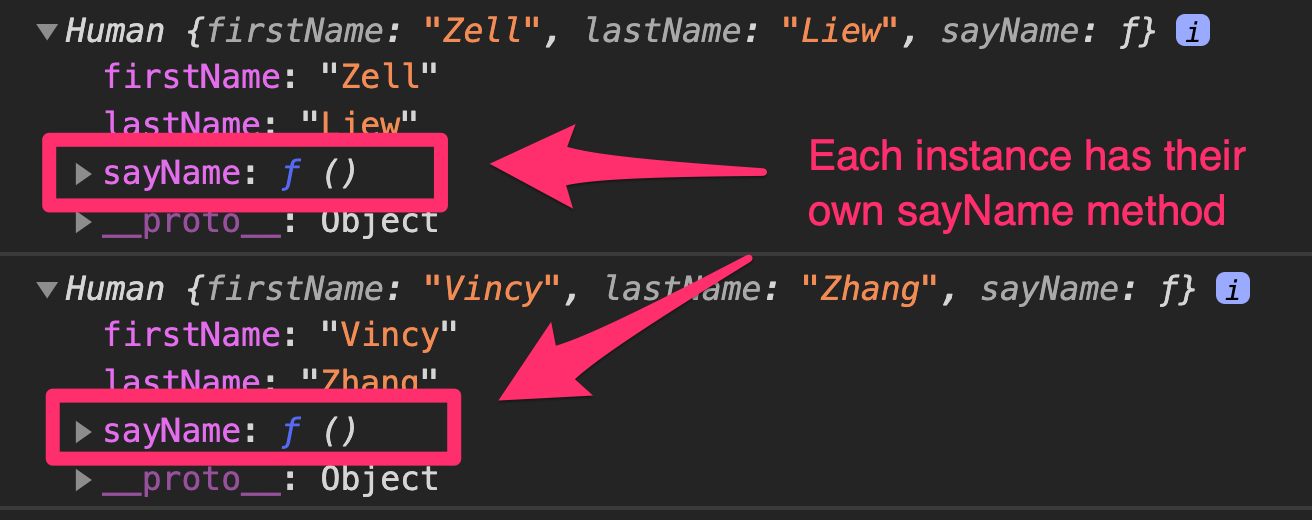 ▼Human {firstName: "Zell", lastName: "Liew", sayName: ƒ} i
firstName: "Zell"
lastName: "Liew"
▶ sayName: ƒ ()
▶ __proto__: Object
Each instance has their
own sayName method
▼Human {firstName: "Vincy", lastName: "Zhang", sayName: ƒ} i
firstName: "Vincy"
lastName: "Zhang"
▶ sayName: ƒ ()
▶ __proto__: Object